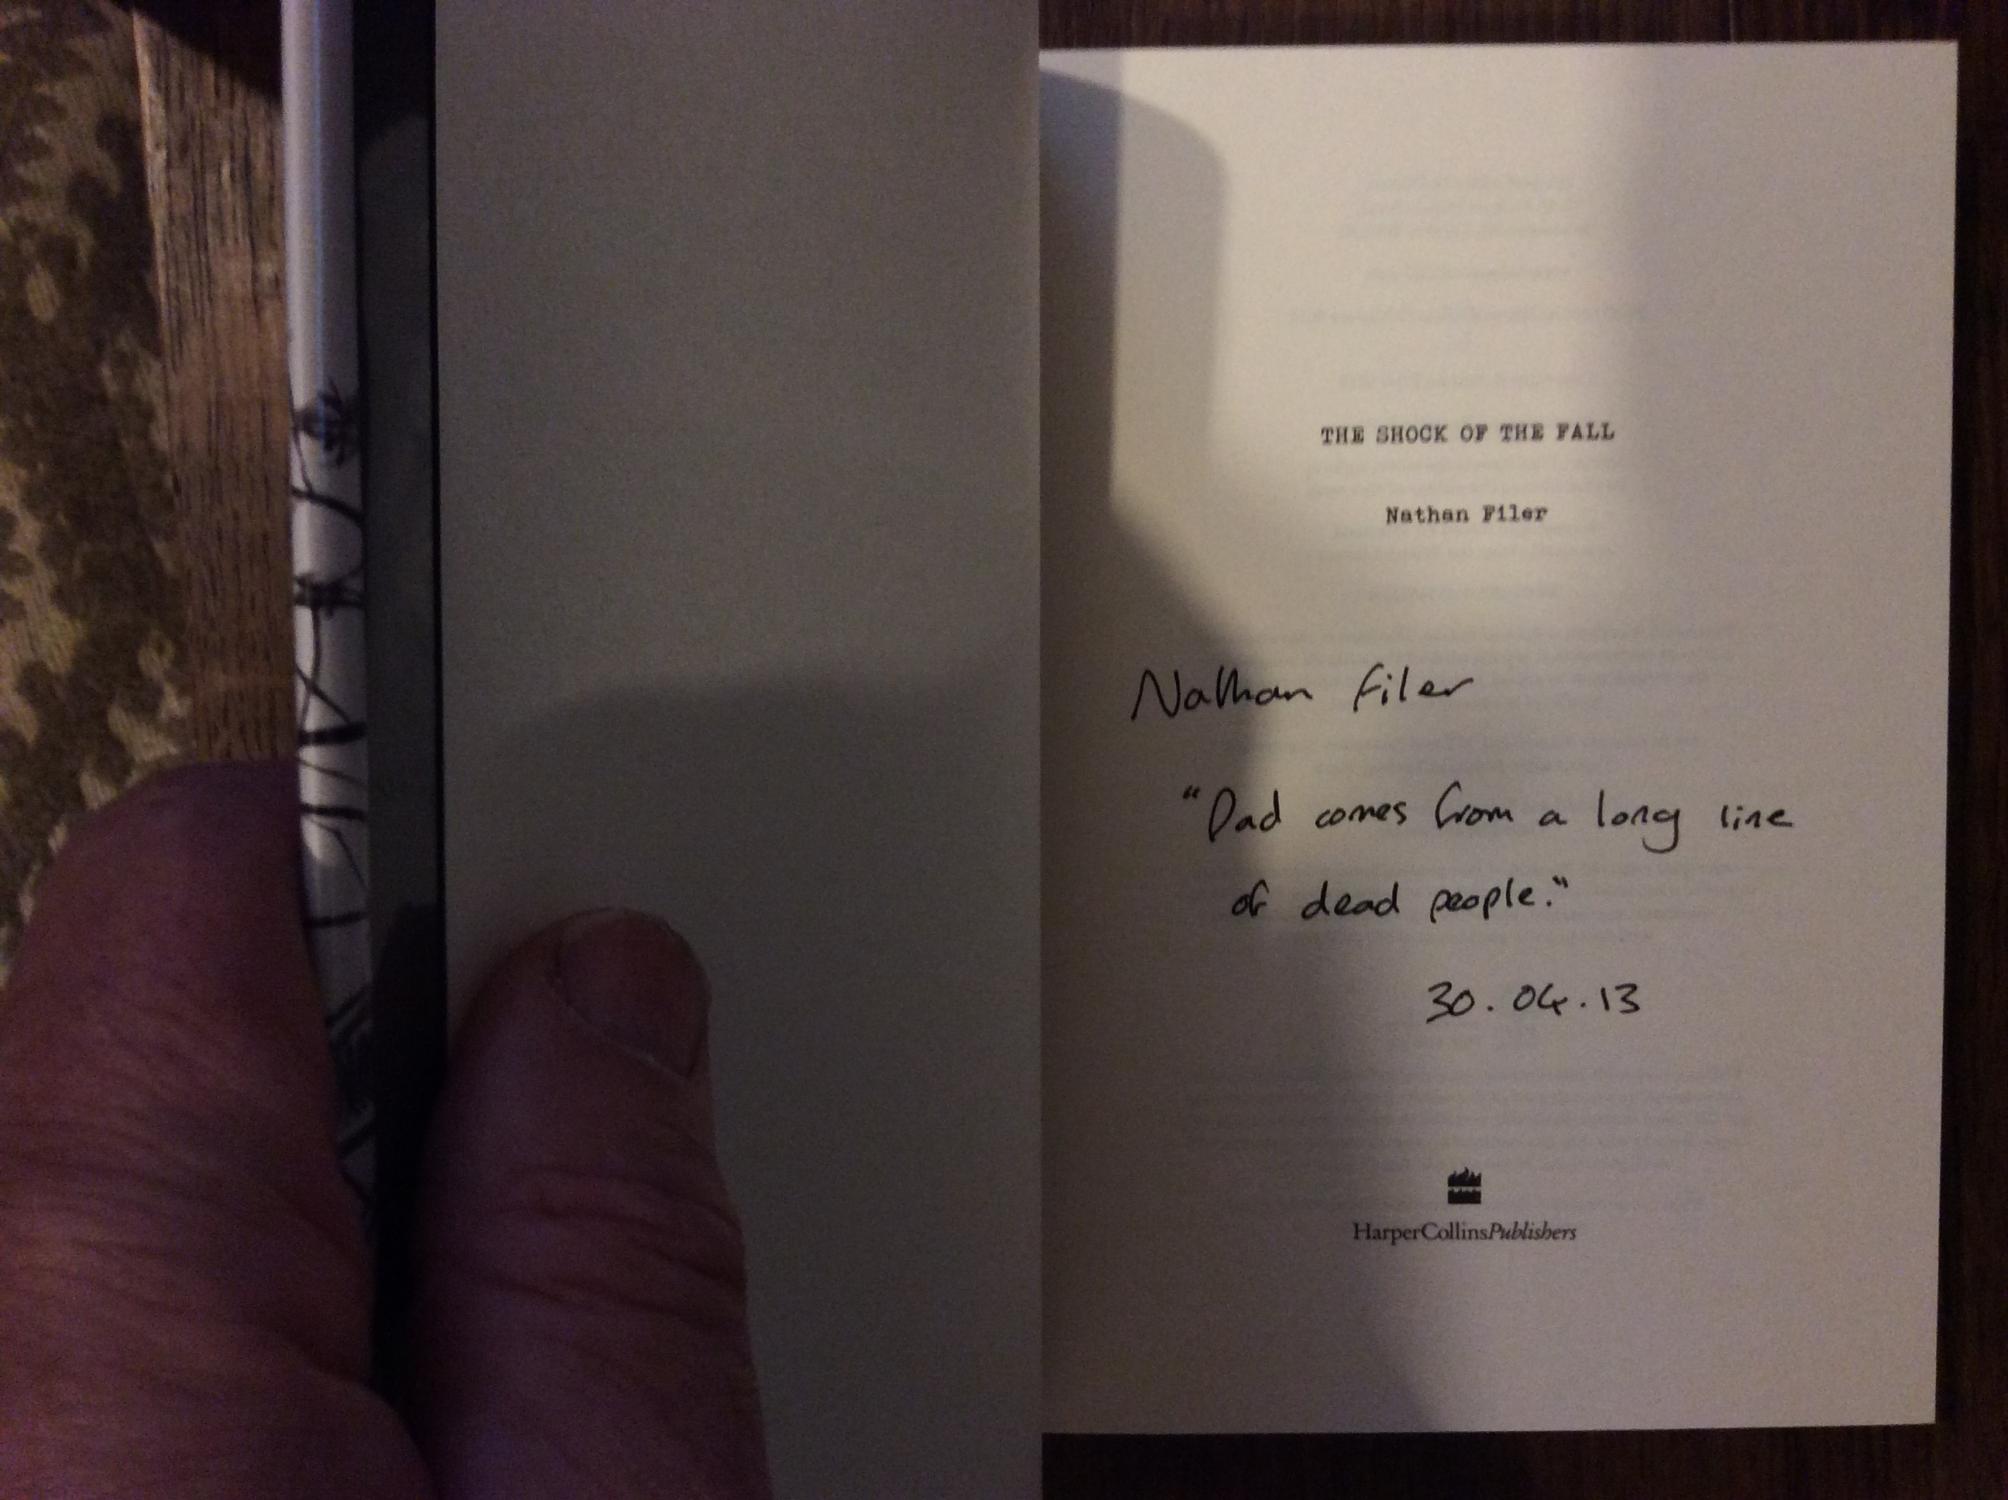 THE SHOCK OF THE FALL
Nathan Filer
Nathan Filer
"Dad comes from a long line
of dead people."
30.04.13
HarperCollinsPublishers